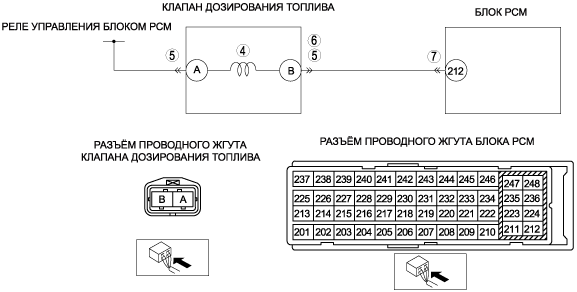 КЛАПАН ДОЗИРОВАНИЯ ТОПЛИВА
БЛОК PCM
РЕЛЕ УПРАВЛЕНИЯ БЛОКОМ PCM
5 4 6 5 7
A B 212
РАЗЪЁМ ПРОВОДНОГО ЖГУТА
КЛАПАНА ДОЗИРОВАНИЯ ТОПЛИВА
B A
РАЗЪЁМ ПРОВОДНОГО ЖГУТА БЛОКА PCM
237 238 239 240 241 242 243 244 245 246 247 248
225 226 227 228 229 230 231 232 233 234 235 236
213 214 215 216 217 218 219 220 221 222 223 224
201 202 203 204 205 206 207 208 209 210 211 212